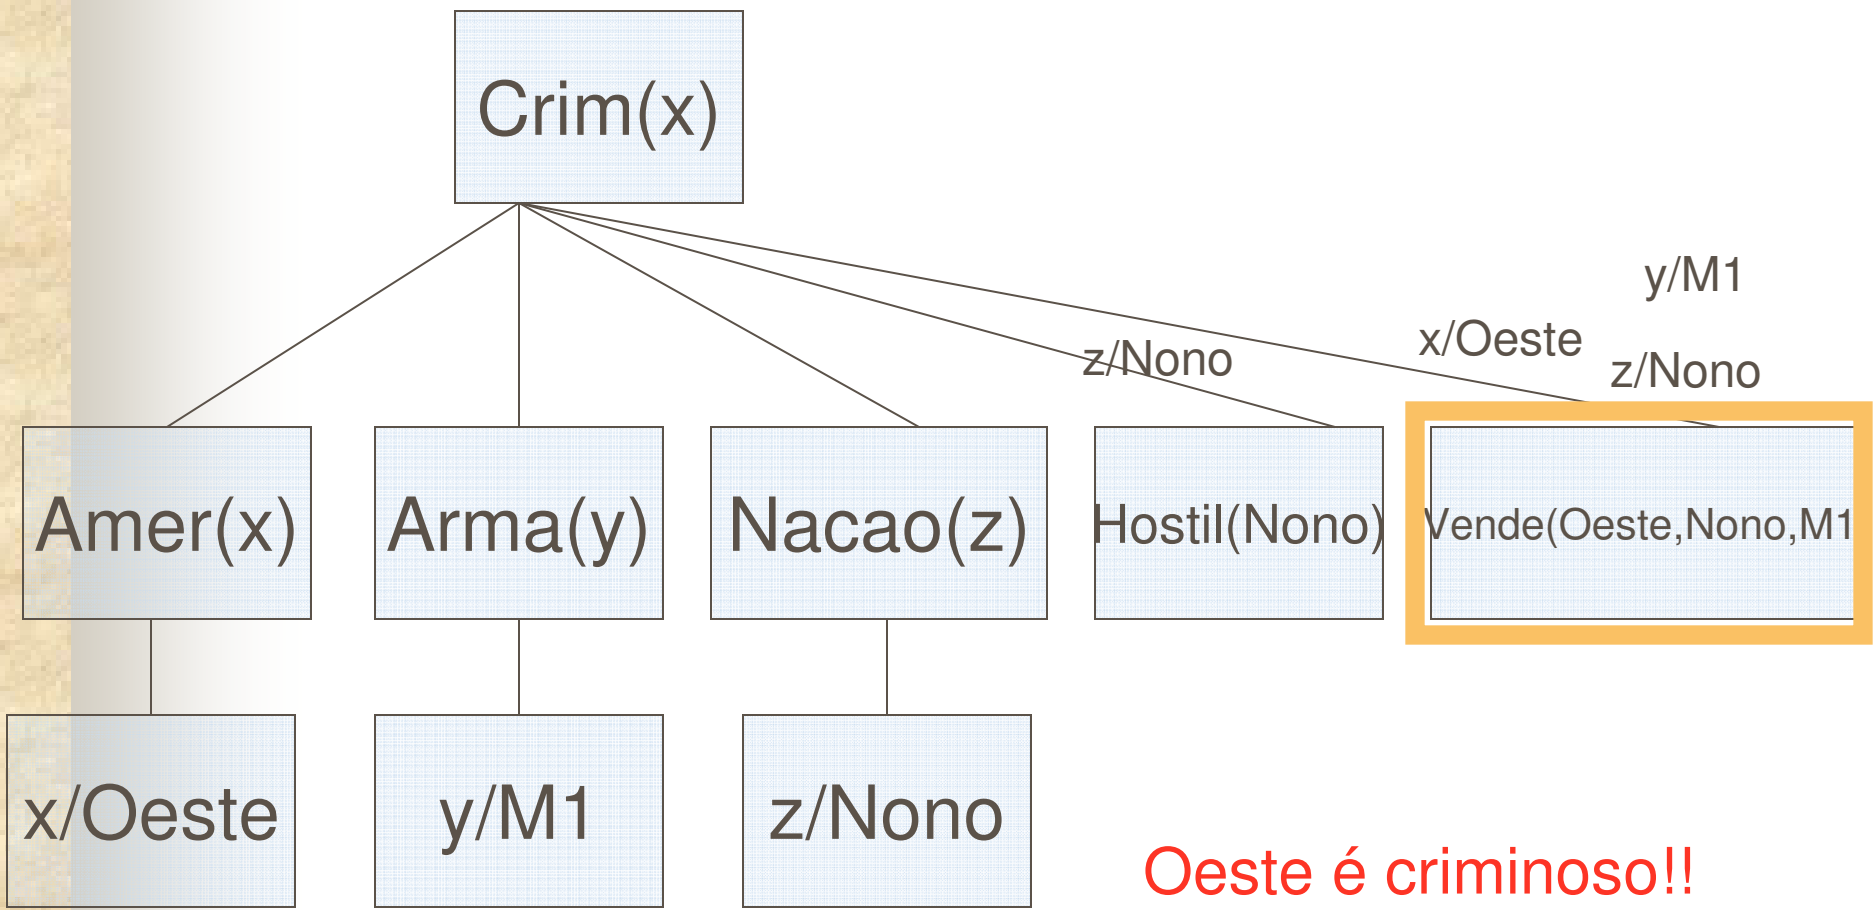 Crim(x)
y/M1
x/Oeste
z/Nono
z/Nono
Amer(x)
Arma(y)
Nacao(z)
Hostil(Nono)
Vende(Oeste,Nono,M1
x/Oeste
y/M1
z/Nono
Oeste é criminoso!!